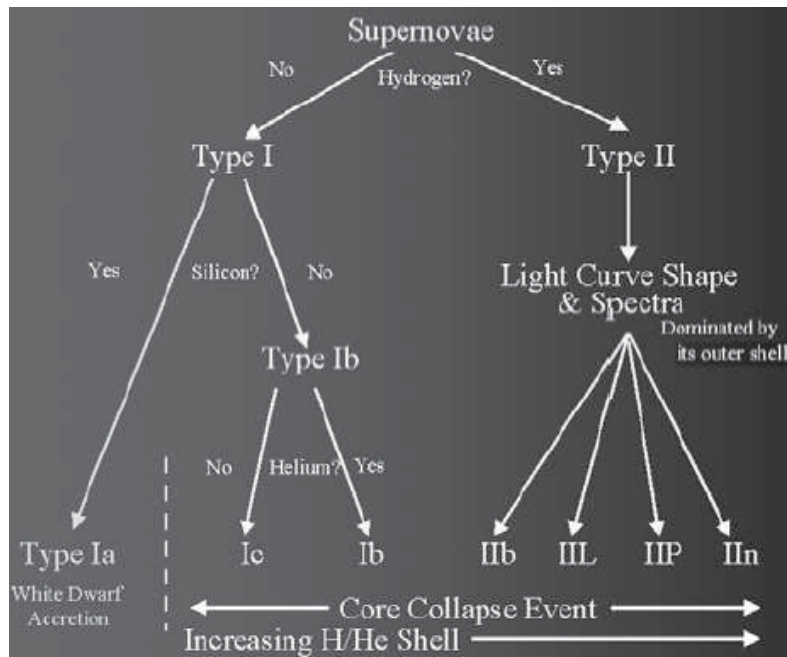 Supernovae
No Hydrogen? Yes
Type I Type II
Yes Silicon? No
Light Curve Shape
& Spectra
Dominated by
its outer shell
Type Ib
No Helium? Yes
Type Ia Ic Ib IIb IIL IIP IIn
White Dwarf
Accretion
Core Collapse Event
Increasing H/He Shell